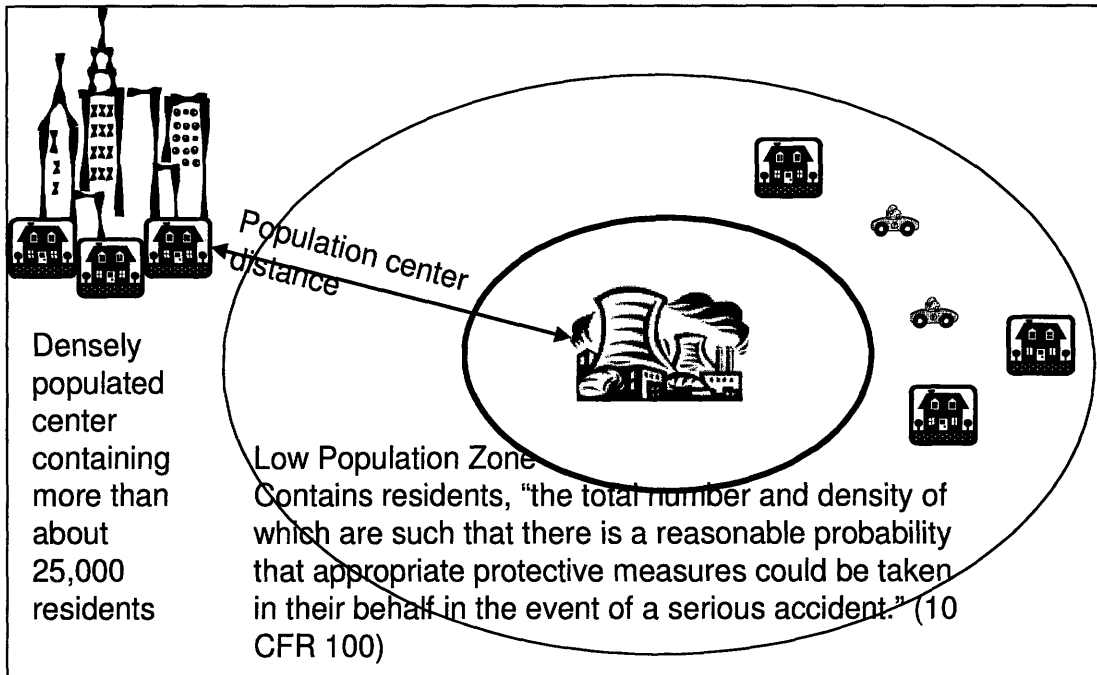 Population center
distance
Densely
populated
center
containing
more than
about
25,000
residents
Low Population Zone
Contains residents, “the total number and density of
which are such that there is a reasonable probability
that appropriate protective measures could be taken
in their behalf in the event of a serious accident.” (10
CFR 100)